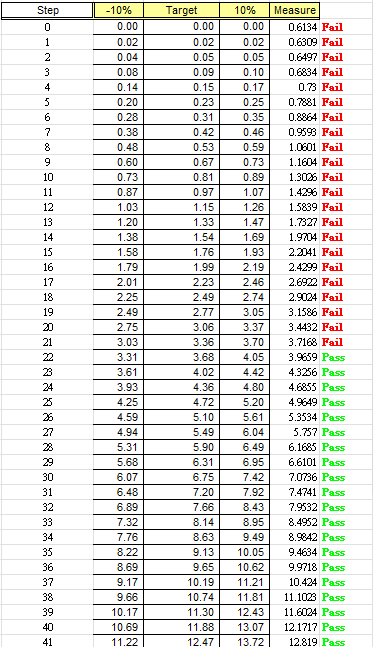 Step -10% Target 10% Measure
0 0.00 0.00 0.00 0.6134 Fail
1 0.02 0.02 0.02 0.6309 Fail
2 0.04 0.05 0.05 0.6497 Fail
3 0.08 0.09 0.10 0.6834 Fail
4 0.14 0.15 0.17 0.73 Fail
5 0.20 0.23 0.25 0.7881 Fail
6 0.28 0.31 0.35 0.8864 Fail
7 0.38 0.42 0.46 0.9593 Fail
8 0.48 0.53 0.59 1.0601 Fail
9 0.60 0.67 0.73 1.1604 Fail
10 0.73 0.81 0.89 1.3026 Fail
11 0.87 0.97 1.07 1.4296 Fail
12 1.03 1.15 1.26 1.5839 Fail
13 1.20 1.33 1.47 1.7327 Fail
14 1.38 1.54 1.69 1.9704 Fail
15 1.58 1.76 1.93 2.2041 Fail
16 1.79 1.99 2.19 2.4299 Fail
17 2.01 2.23 2.46 2.6922 Fail
18 2.25 2.49 2.74 2.9024 Fail
19 2.49 2.77 3.05 3.1586 Fail
20 2.75 3.06 3.37 3.4432 Fail
21 3.03 3.36 3.70 3.7168 Fail
22 3.31 3.68 4.05 3.9659 Pass
23 3.61 4.02 4.42 4.3256 Pass
24 3.93 4.36 4.80 4.6855 Pass
25 4.25 4.72 5.20 4.9649 Pass
26 4.59 5.10 5.61 5.3534 Pass
27 4.94 5.49 6.04 5.757 Pass
28 5.31 5.90 6.49 6.1685 Pass
29 5.68 6.31 6.95 6.6101 Pass
30 6.07 6.75 7.42 7.0736 Pass
31 6.48 7.20 7.92 7.4741 Pass
32 6.89 7.66 8.43 7.9532 Pass
33 7.32 8.14 8.95 8.4952 Pass
34 7.76 8.63 9.49 8.9842 Pass
35 8.22 9.13 10.05 9.4634 Pass
36 8.69 9.65 10.62 9.9718 Pass
37 9.17 10.19 11.21 10.424 Pass
38 9.66 10.74 11.81 11.1023 Pass
39 10.17 11.30 12.43 11.6024 Pass
40 10.69 11.88 13.07 12.1717 Pass
41 11.22 12.47 13.72 12.819 Pass